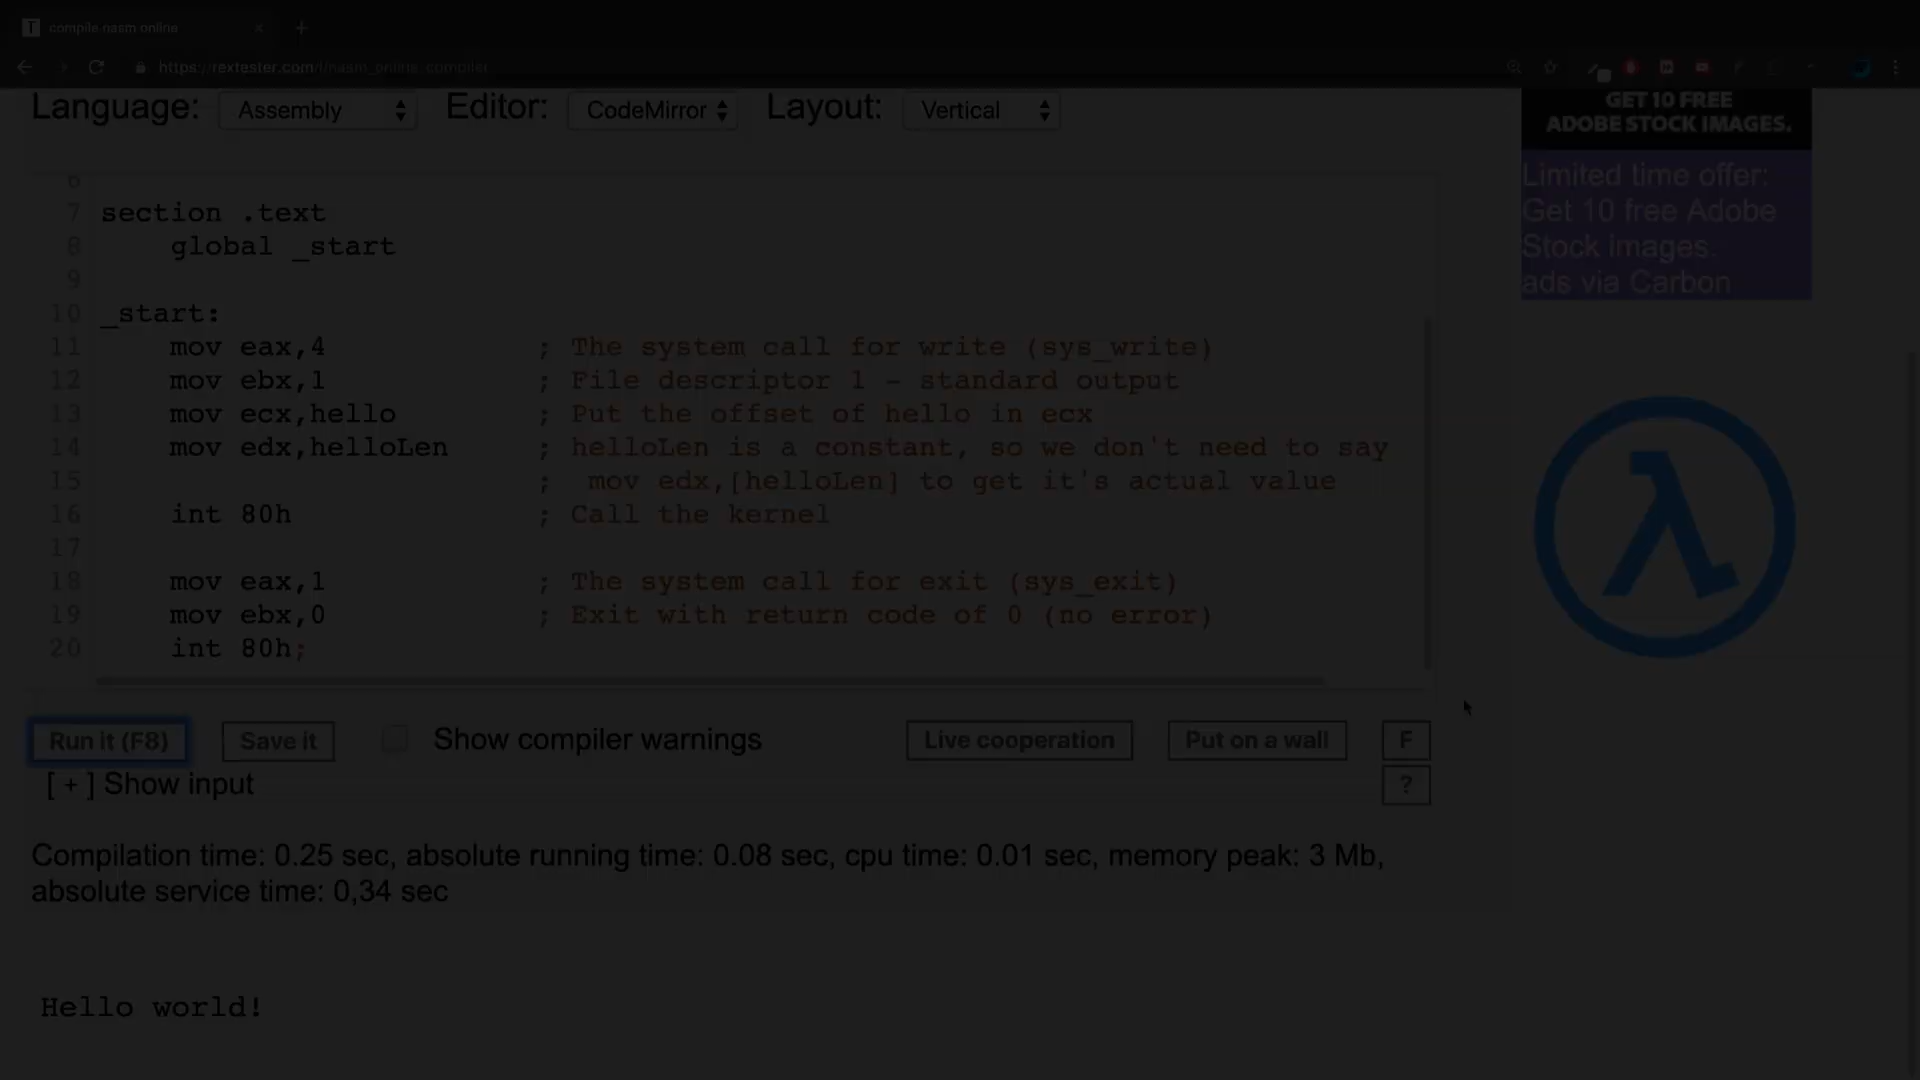 compile nasm online
https://rextester.com/l/nasm_online_compiler
Language: Assembly Editor: CodeMirror Layout: Vertical
GET 10 FREE
ADOBE STOCK IMAGES.
Limited time offer:
Get 10 free Adobe
Stock images.
ads via Carbon
6
7 section .text
8 global _start
9
10 _start:
11 mov eax,4 ; The system call for write (sys_write)
12 mov ebx,1 ; File descriptor 1 - standard output
13 mov ecx,hello ; Put the offset of hello in ecx
14 mov edx,helloLen ; helloLen is a constant, so we don't need to say
15 ; mov edx,[helloLen] to get it's actual value
16 int 80h ; Call the kernel
17
18 mov eax,1 ; The system call for exit (sys_exit)
19 mov ebx,0 ; Exit with return code of 0 (no error)
20 int 80h;
Run it (F8) Save it Show compiler warnings Live cooperation Put on a wall F
[ + ] Show input ?
Compilation time: 0.25 sec, absolute running time: 0.08 sec, cpu time: 0.01 sec, memory peak: 3 Mb,
absolute service time: 0,34 sec
Hello world!